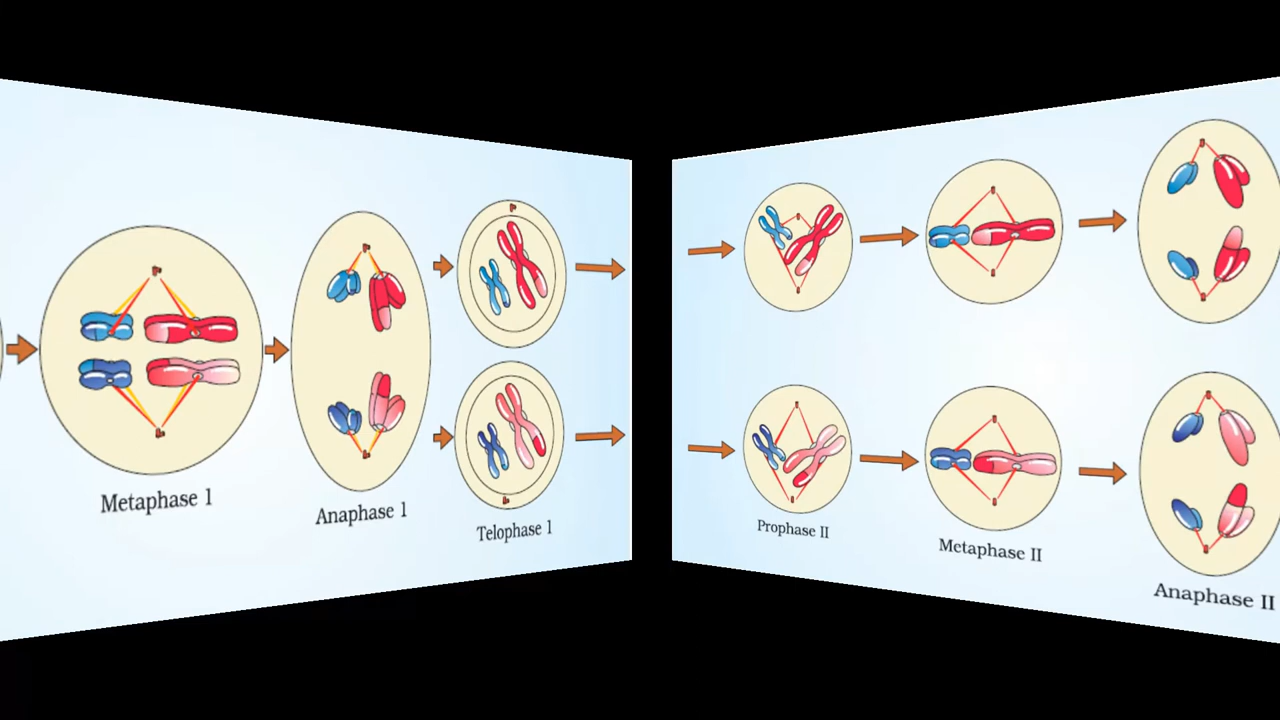 Metaphase 1
Anaphase 1
Telophase 1
Prophase II
Metaphase II
Anaphase II